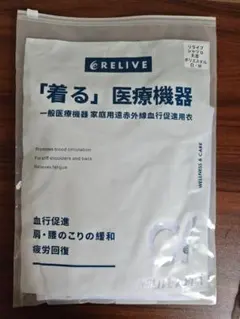 RELIVE
「着る」医療機器
一般医療機器 家庭用遠赤外線血行促進用衣
Promotes blood circulation
Relieves fatigue
WELLNESS & CARE
血行促進
肩・腰のこりの緩和
疲労回復